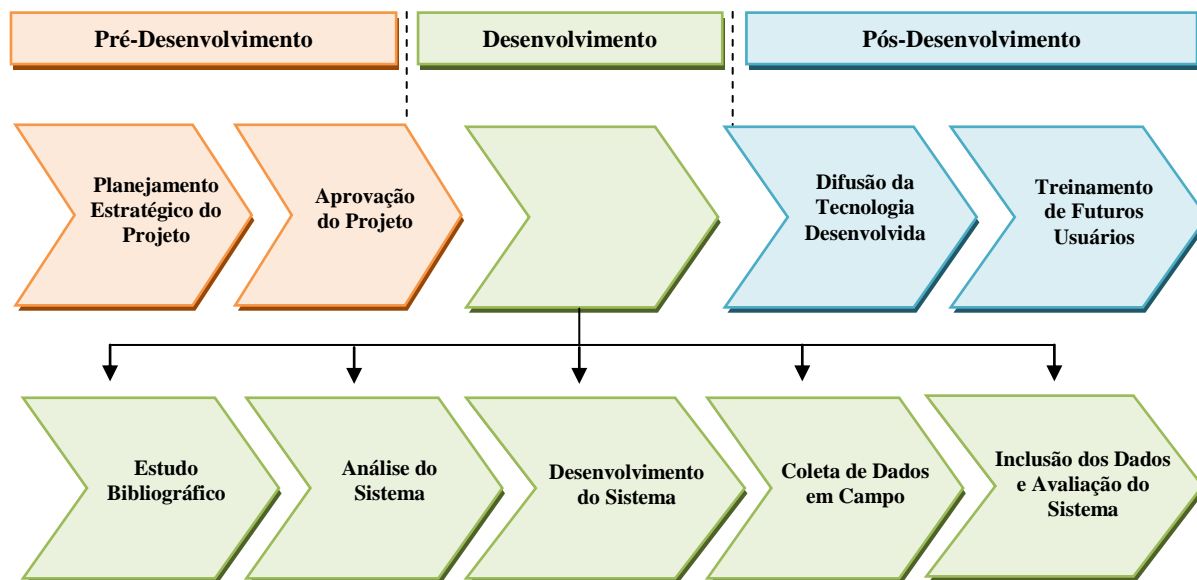 Pré-Desenvolvimento
Desenvolvimento
Pós-Desenvolvimento
Planejamento
Estratégico do
Projeto
Aprovação
do Projeto
Difusão da
Tecnologia
Desenvolvida
Treinamento
de Futuros
Usuários
Estudo
Bibliográfico
Análise do
Sistema
Desenvolvimento
do Sistema
Coleta de Dados
em Campo
Inclusão dos Dados
e Avaliação do
Sistema